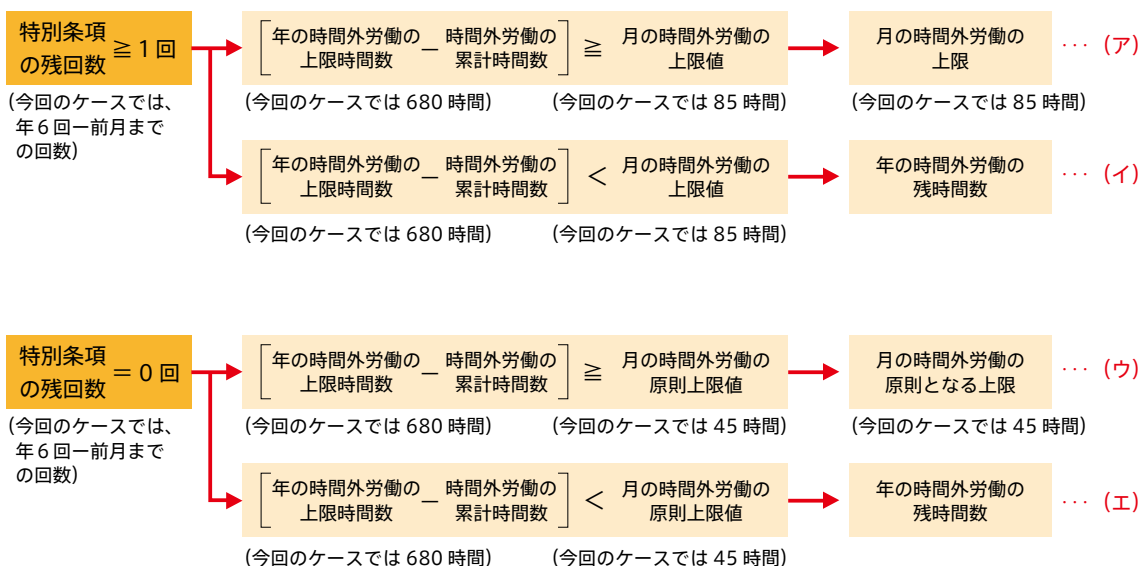 特別条項
の残回数 ≧ 1 回
(今回のケースでは、
年６回ー前月まで
の回数)
[年の時間外労働の上限時間数 － 時間外労働の累計時間数] ≧ 月の時間外労働の上限値
(今回のケースでは 680 時間) (今回のケースでは 85 時間)
月の時間外労働の
上限
(今回のケースでは 85 時間)
··· (ア)
[年の時間外労働の上限時間数 － 時間外労働の累計時間数] ＜ 月の時間外労働の上限値
(今回のケースでは 680 時間) (今回のケースでは 85 時間)
年の時間外労働の
残時間数
··· (イ)
特別条項
の残回数 ＝ 0 回
(今回のケースでは、
年６回ー前月まで
の回数)
[年の時間外労働の上限時間数 － 時間外労働の累計時間数] ≧ 月の時間外労働の原則上限値
(今回のケースでは 680 時間) (今回のケースでは 45 時間)
月の時間外労働の
原則となる上限
(今回のケースでは 45 時間)
··· (ウ)
[年の時間外労働の上限時間数 － 時間外労働の累計時間数] ＜ 月の時間外労働の原則上限値
(今回のケースでは 680 時間) (今回のケースでは 45 時間)
年の時間外労働の
残時間数
··· (エ)